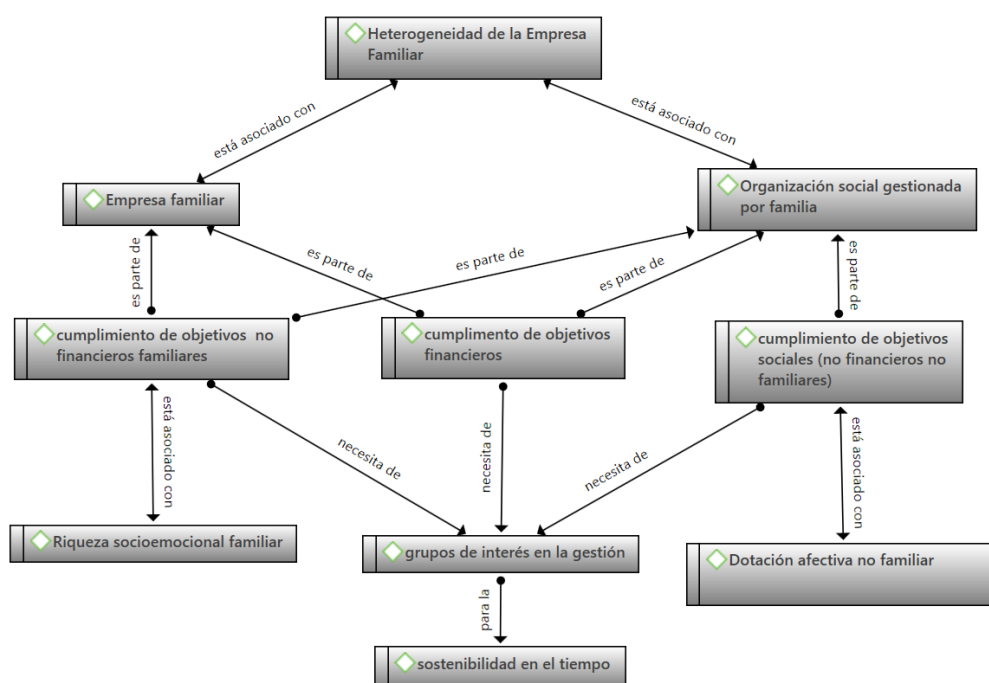 Heterogeneidad de la Empresa
Familiar
está asociado con
está asociado con
Empresa familiar
Organización social gestionada
por familia
es parte de
es parte de
es parte de
es parte de
es parte de
cumplimiento de objetivos no
financieros familiares
cumplimento de objetivos
financieros
cumplimiento de objetivos
sociales (no financieros no
familiares)
está asociado con
necesita de
necesita de
necesita de
está asociado con
Riqueza socioemocional familiar
grupos de interés en la gestión
Dotación afectiva no familiar
para la
sostenibilidad en el tiempo